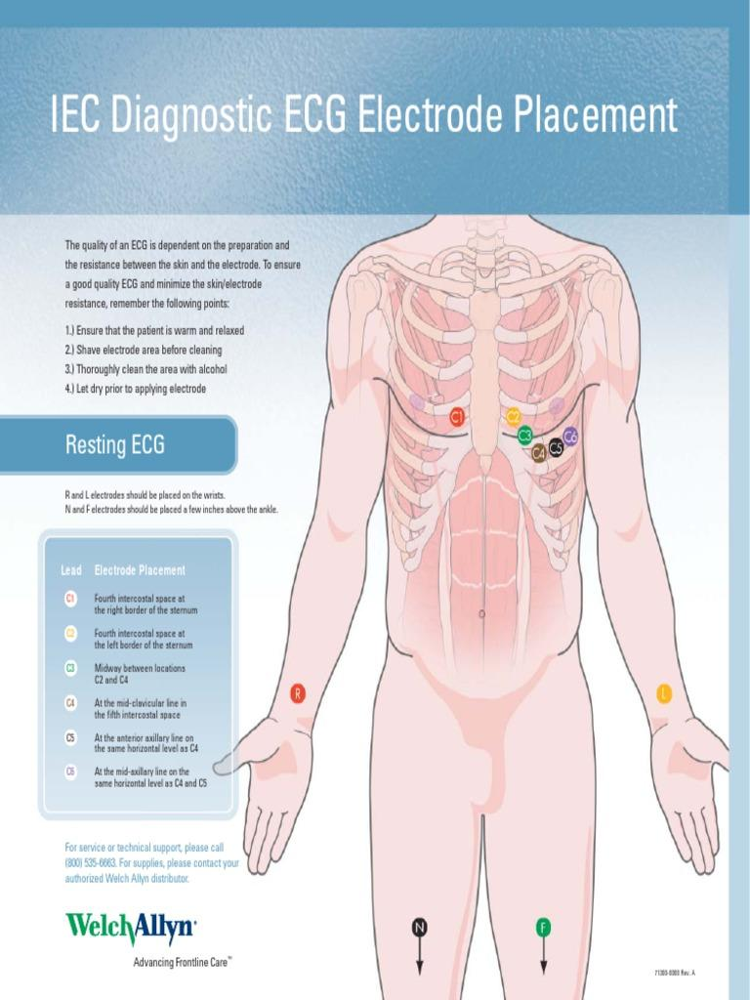 IEC Diagnostic ECG Electrode Placement
The quality of an ECG is dependent on the preparation and
the resistance between the skin and the electrode. To ensure
a good quality ECG and minimize the skin/electrode
resistance, remember the following points:
1.) Ensure that the patient is warm and relaxed
2.) Shave electrode area before cleaning
3.) Thoroughly clean the area with alcohol
4.) Let dry prior to applying electrode
C1
C2
C3
C4
C5
C6
Resting ECG
R and L electrodes should be placed on the wrists.
N and F electrodes should be placed a few inches above the ankle.
Lead Electrode Placement
C1 Fourth intercostal space at
the right border of the sternum
C2 Fourth intercostal space at
the left border of the sternum
C3 Midway between locations
C2 and C4
C4 At the mid-clavicular line in
the fifth intercostal space
C5 At the anterior axillary line on
the same horizontal level as C4
C6 At the mid-axillary line on the
same horizontal level as C4 and C5
R
L
For service or technical support, please call
(800) 535-6663. For supplies, please contact your
authorized Welch Allyn distributor.
WelchAllyn®
Advancing Frontline Care™
N
F
Rev. A